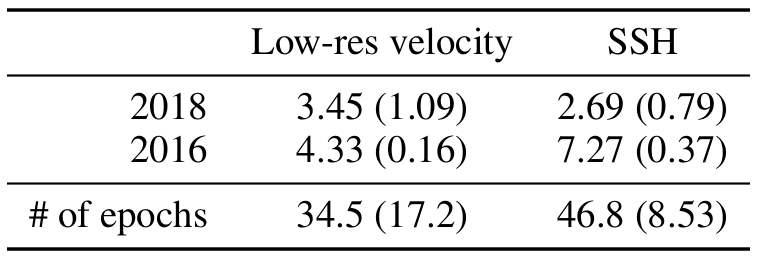 Low-res velocity SSH
2018 3.45 (1.09) 2.69 (0.79)
2016 4.33 (0.16) 7.27 (0.37)
# of epochs 34.5 (17.2) 46.8 (8.53)